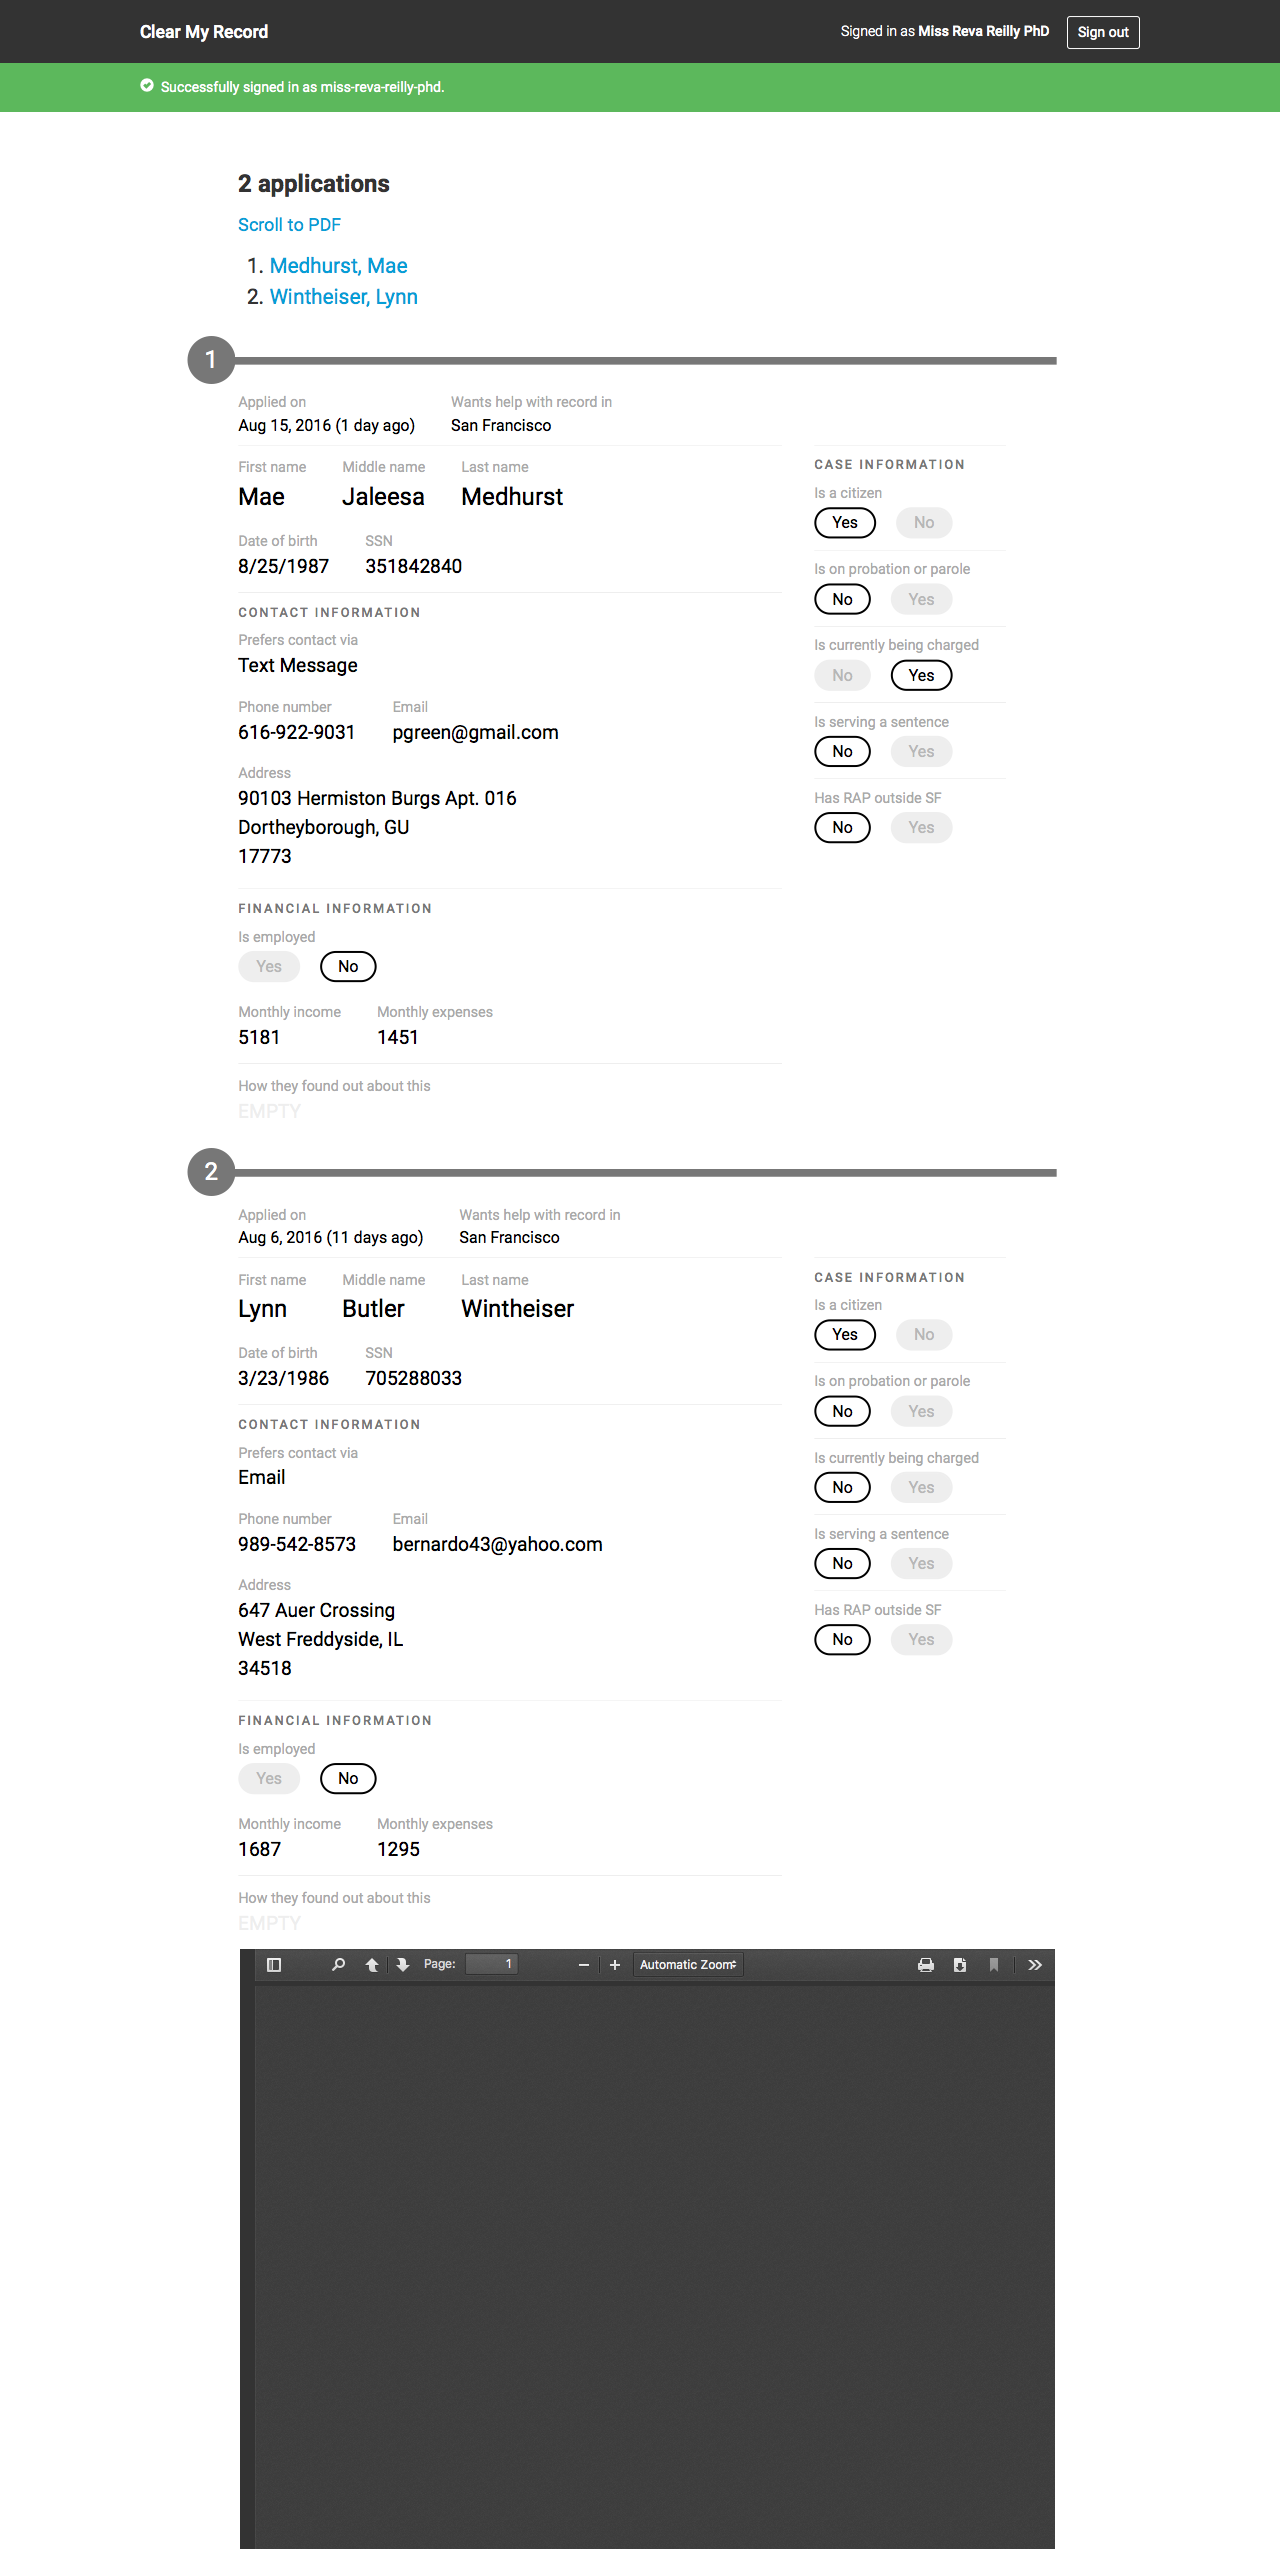 Clear My Record
Signed in as Miss Reva Reilly PhD
Sign out
Successfully signed in as miss-reva-reilly-phd.
2 applications
Scroll to PDF
1. Medhurst, Mae
2. Wintheiser, Lynn
1
Applied on Wants help with record in
Aug 15, 2016 (1 day ago) San Francisco
First name Middle name Last name
Mae Jaleesa Medhurst
Date of birth SSN
8/25/1987 351842840
CONTACT INFORMATION
Prefers contact via
Text Message
Phone number Email
616-922-9031 pgreen@gmail.com
Address
90103 Hermiston Burgs Apt. 016
Dortheyborough, GU
17773
FINANCIAL INFORMATION
Is employed
Yes No
Monthly income Monthly expenses
5181 1451
How they found out about this
EMPTY
CASE INFORMATION
Is a citizen
Yes No
Is on probation or parole
No Yes
Is currently being charged
No Yes
Is serving a sentence
No Yes
Has RAP outside SF
No Yes
2
Applied on Wants help with record in
Aug 6, 2016 (11 days ago) San Francisco
First name Middle name Last name
Lynn Butler Wintheiser
Date of birth SSN
3/23/1986 705288033
CONTACT INFORMATION
Prefers contact via
Email
Phone number Email
989-542-8573 bernardo43@yahoo.com
Address
647 Auer Crossing
West Freddyside, IL
34518
FINANCIAL INFORMATION
Is employed
Yes No
Monthly income Monthly expenses
1687 1295
How they found out about this
EMPTY
CASE INFORMATION
Is a citizen
Yes No
Is on probation or parole
No Yes
Is currently being charged
No Yes
Is serving a sentence
No Yes
Has RAP outside SF
No Yes
Page: 1 Automatic Zoom